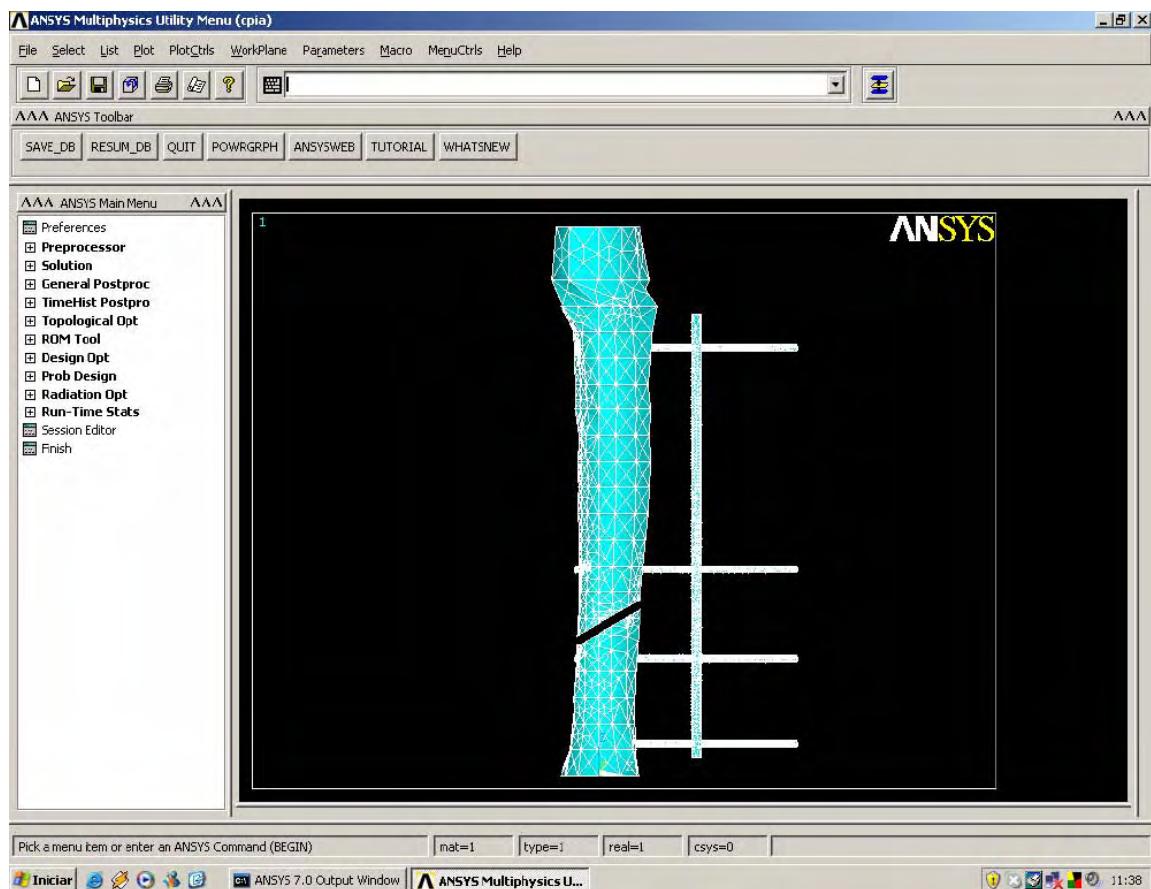 ANSYS Multiphysics Utility Menu (cpia)
File Select List Plot PlotCtrls WorkPlane Parameters Macro MenuCtrls Help
ANSYS Toolbar
SAVE_DB RESUM_DB QUIT POWRGRPH ANSYSWEB TUTORIAL WHATSNEW
ANSYS Main Menu
Preferences
Preprocessor
Solution
General Postproc
TimeHist Postpro
Topological Opt
ROM Tool
Design Opt
Prob Design
Radiation Opt
Run-Time Stats
Session Editor
Finish
1
ANSYS
Pick a menu item or enter an ANSYS Command (BEGIN) mat=1 type=1 real=1 csys=0
Iniciar ANSYS 7.0 Output Window ANSYS Multiphysics U... 11:38